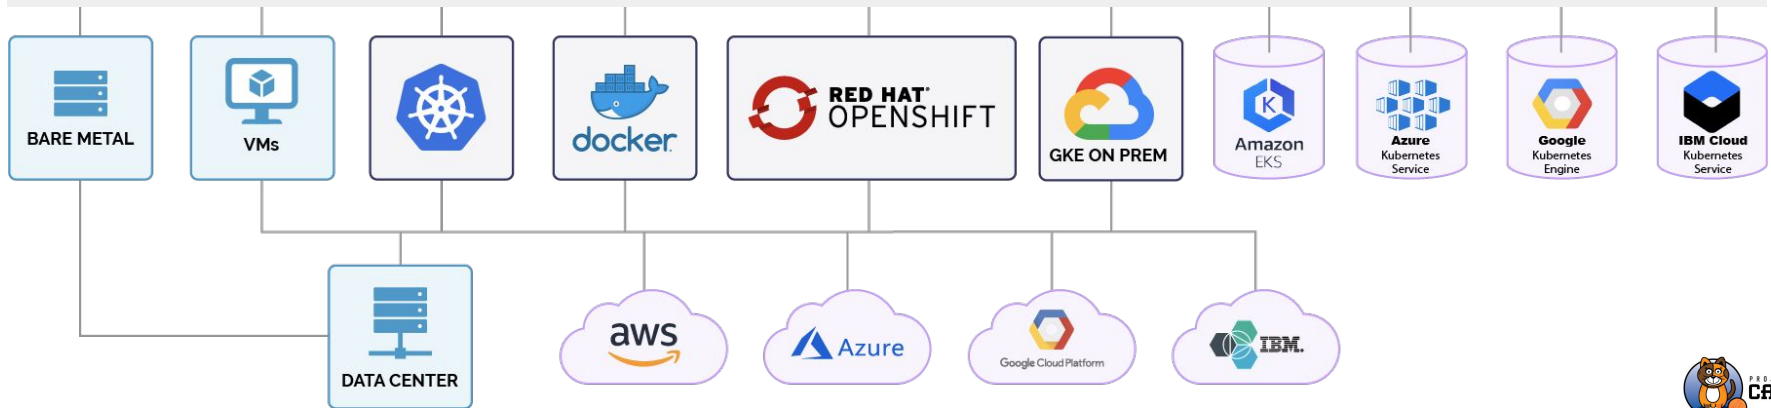 BARE METAL
VMs
docker
RED HAT®
OPENSHIFT
GKE ON PREM
K
Amazon
EKS
Azure
Kubernetes
Service
Google
Kubernetes
Engine
IBM Cloud
Kubernetes
Service
DATA CENTER
aws
Azure
Google Cloud Platform
IBM.